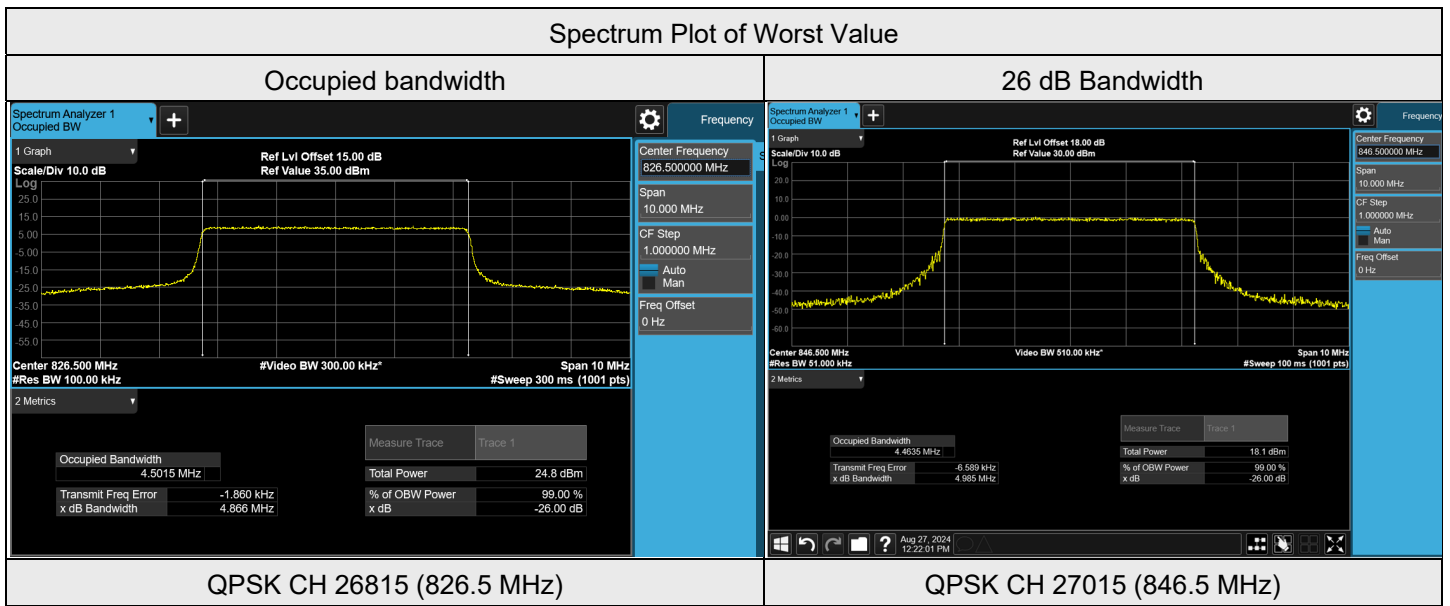 Spectrum Plot of Worst Value
Occupied bandwidth
26 dB Bandwidth
Spectrum Analyzer 1
Occupied BW
Frequency
1 Graph
Scale/Div 10.0 dB
Ref Lvl Offset 15.00 dB
Ref Value 35.00 dBm
Log
25.0
15.0
5.00
-5.00
-15.0
-25.0
-35.0
-45.0
-55.0
Center 826.500 MHz
#Video BW 300.00 kHz*
Span 10 MHz
#Res BW 100.00 kHz
#Sweep 300 ms (1001 pts)
Center Frequency
826.500000 MHz
Span
10.000 MHz
CF Step
1.000000 MHz
Auto
Man
Freq Offset
0 Hz
S
2 Metrics
Measure Trace Trace 1
Occupied Bandwidth
4.5015 MHz
Total Power 24.8 dBm
Transmit Freq Error -1.860 kHz
% of OBW Power 99.00 %
x dB Bandwidth 4.866 MHz
x dB -26.00 dB
Spectrum Analyzer 1
Occupied BW
Frequency
1 Graph
Scale/Div 10.0 dB
Ref Lvl Offset 18.00 dB
Ref Value 30.00 dBm
Log
20.0
10.0
0.00
-10.0
-20.0
-30.0
-40.0
-50.0
-60.0
Center 846.500 MHz
Video BW 510.00 kHz*
Span 10 MHz
#Res BW 51.000 kHz
#Sweep 100 ms (1001 pts)
Center Frequency
846.500000 MHz
Span
10.000 MHz
CF Step
1.000000 MHz
Auto
Man
Freq Offset
0 Hz
2 Metrics
Measure Trace Trace 1
Occupied Bandwidth
4.4635 MHz
Total Power 18.1 dBm
Transmit Freq Error -6.589 kHz
% of OBW Power 99.00 %
x dB Bandwidth 4.985 MHz
x dB -26.00 dB
Aug 27, 2024
12:22:01 PM
QPSK CH 26815 (826.5 MHz)
QPSK CH 27015 (846.5 MHz)